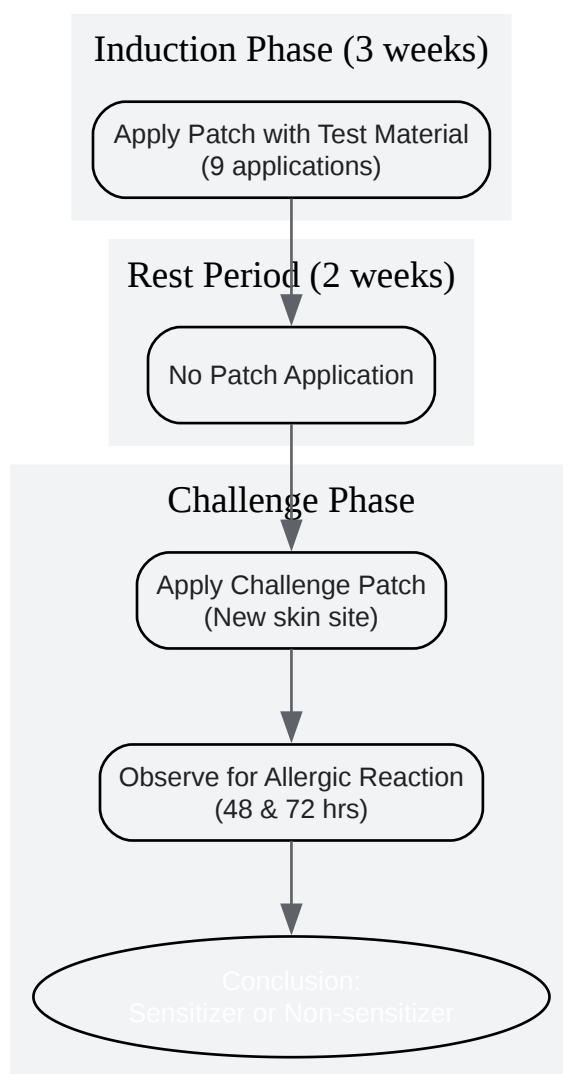 Induction Phase (3 weeks)
Apply Patch with Test Material
(9 applications)
Rest Period (2 weeks)
No Patch Application
Challenge Phase
Apply Challenge Patch
(New skin site)
Observe for Allergic Reaction
(48 & 72 hrs)
Conclusion:
Sensitizer or Non-sensitizer